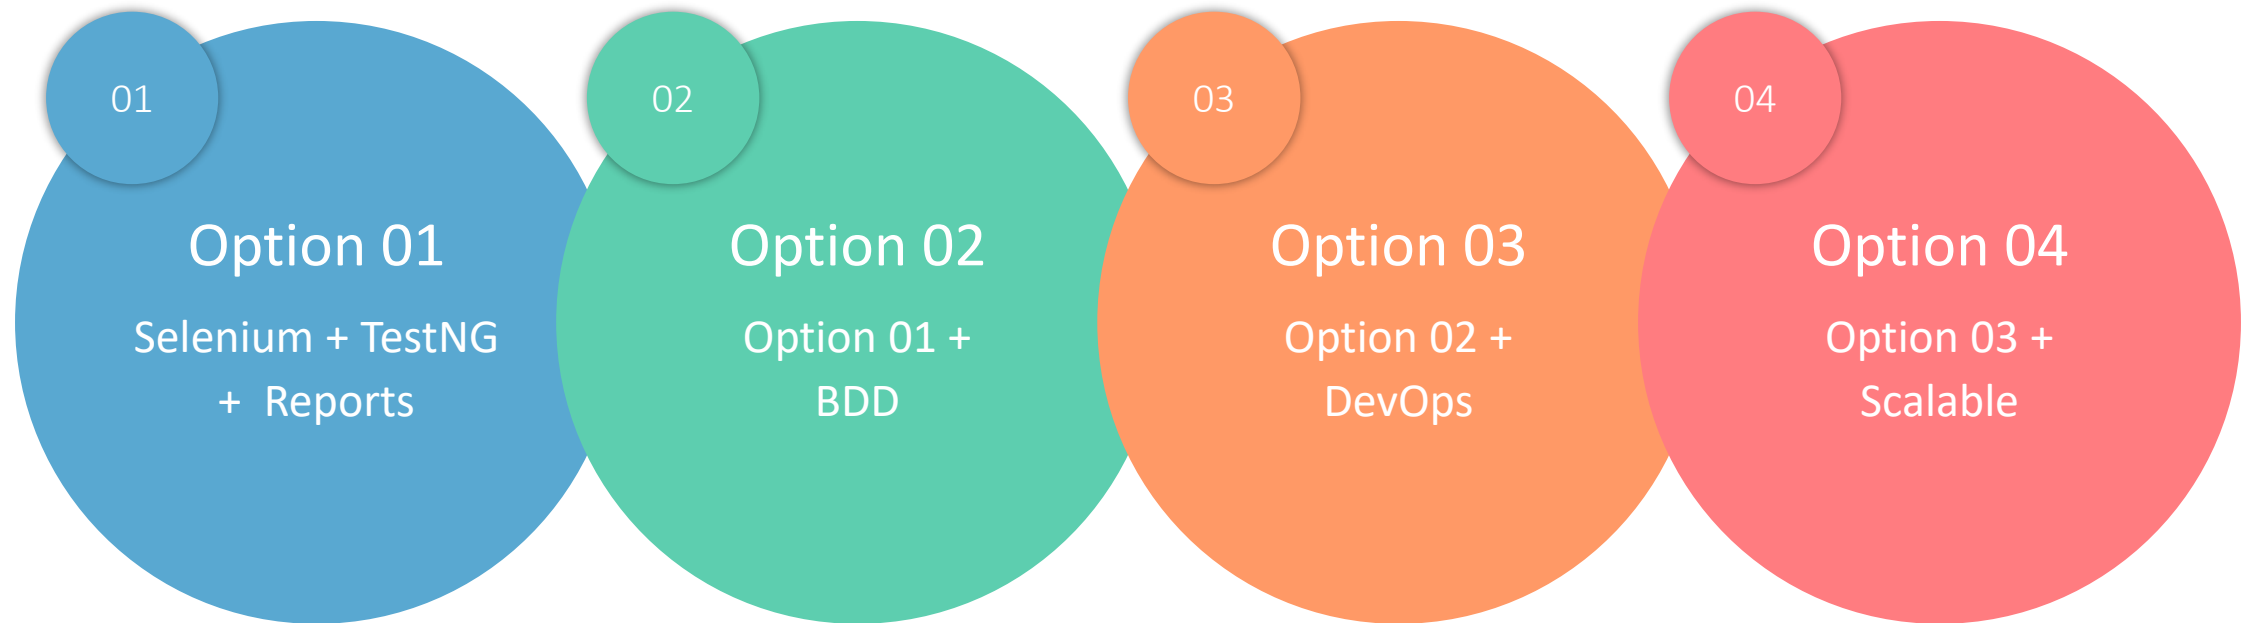 01
Option 01
Selenium + TestNG
+ Reports
02
Option 02
Option 01 +
BDD
03
Option 03
Option 02 +
DevOps
04
Option 04
Option 03 +
Scalable